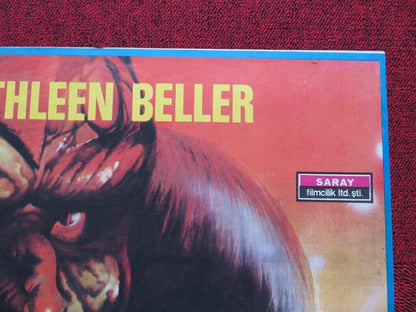 THLEEN BELLER
SARAY
filmcilik ltd. şti.